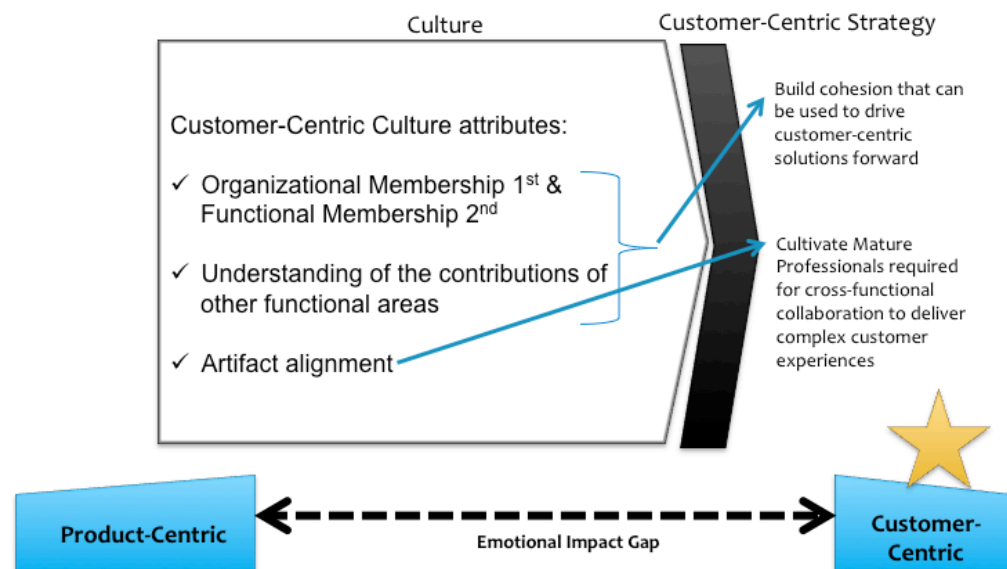 Culture
Customer-Centric Strategy
Customer-Centric Culture attributes:
✓ Organizational Membership 1st &
Functional Membership 2nd
✓ Understanding of the contributions of
other functional areas
✓ Artifact alignment
Build cohesion that can
be used to drive
customer-centric
solutions forward
Cultivate Mature
Professionals required
for cross-functional
collaboration to deliver
complex customer
experiences
Product-Centric
Emotional Impact Gap
Customer-
Centric